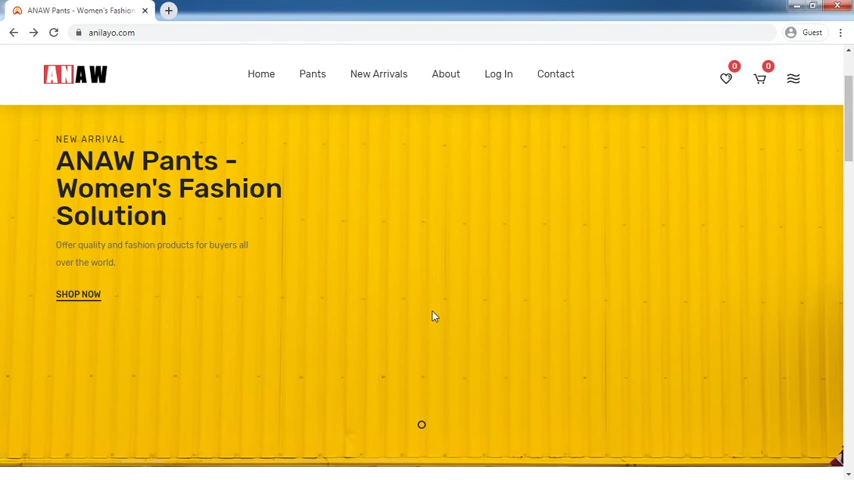 ANAW Pants - Women's Fashion
anilayo.com
Guest
ANAW
Home
Pants
New Arrivals
About
Log In
Contact
0
0
NEW ARRIVAL
ANAW Pants -
Women's Fashion
Solution
Offer quality and fashion products for buyers all
over the world.
SHOP NOW